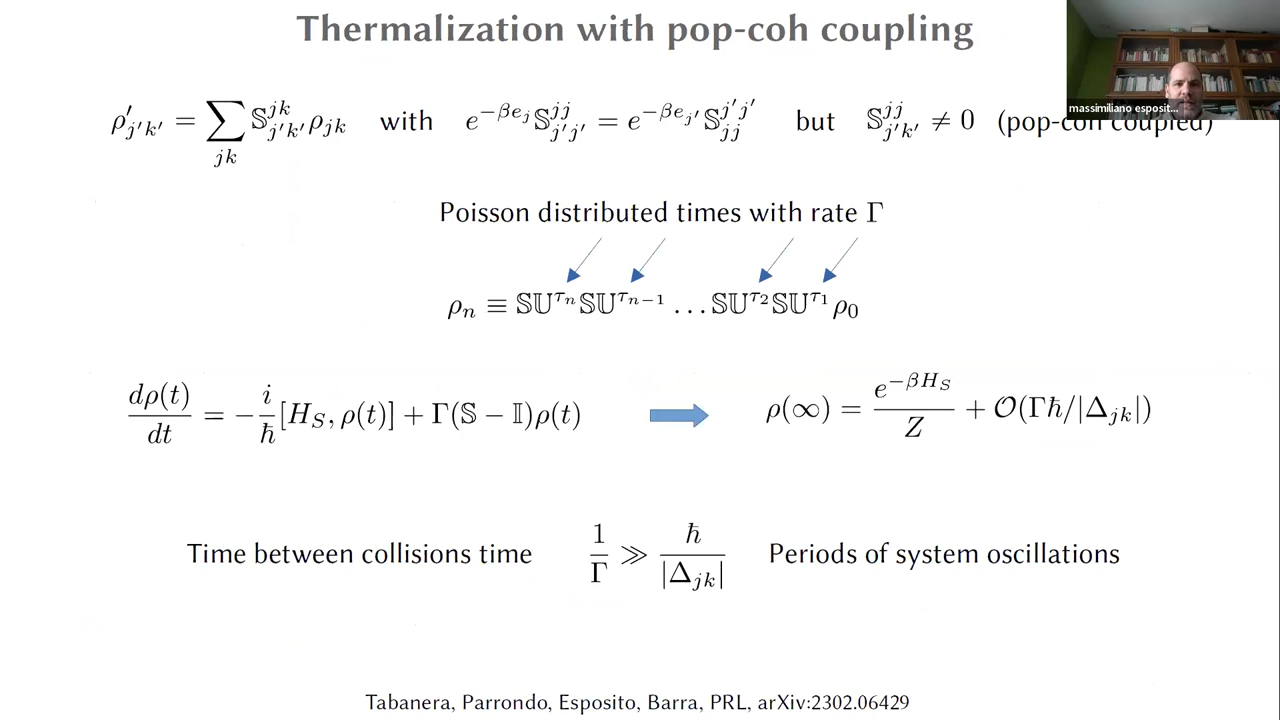 Thermalization with pop-coh coupling
massimiliano esposit...
ρ′_{j′k′} = ∑_{jk} 𝕊^{jk}_{j′k′} ρ_{jk} with e^{−βe_j} 𝕊^{jj}_{j′j′} = e^{−βe_{j′}} 𝕊^{j′j′}_{jj} but 𝕊^{jj}_{j′k′} ≠ 0 (pop-coh coupled)
Poisson distributed times with rate Γ
ρ_n ≡ 𝕊𝕌^{τ_n}𝕊𝕌^{τ_{n−1}} … 𝕊𝕌^{τ_2}𝕊𝕌^{τ_1}ρ_0
dρ(t)/dt = −i/ħ [H_S, ρ(t)] + Γ(𝕊 − 𝕀)ρ(t) ρ(∞) = e^{−βH_S}/Z + 𝒪(Γħ/|Δ_{jk}|)
Time between collisions time 1/Γ ≫ ħ/|Δ_{jk}| Periods of system oscillations
Tabanera, Parrondo, Esposito, Barra, PRL, arXiv:2302.06429